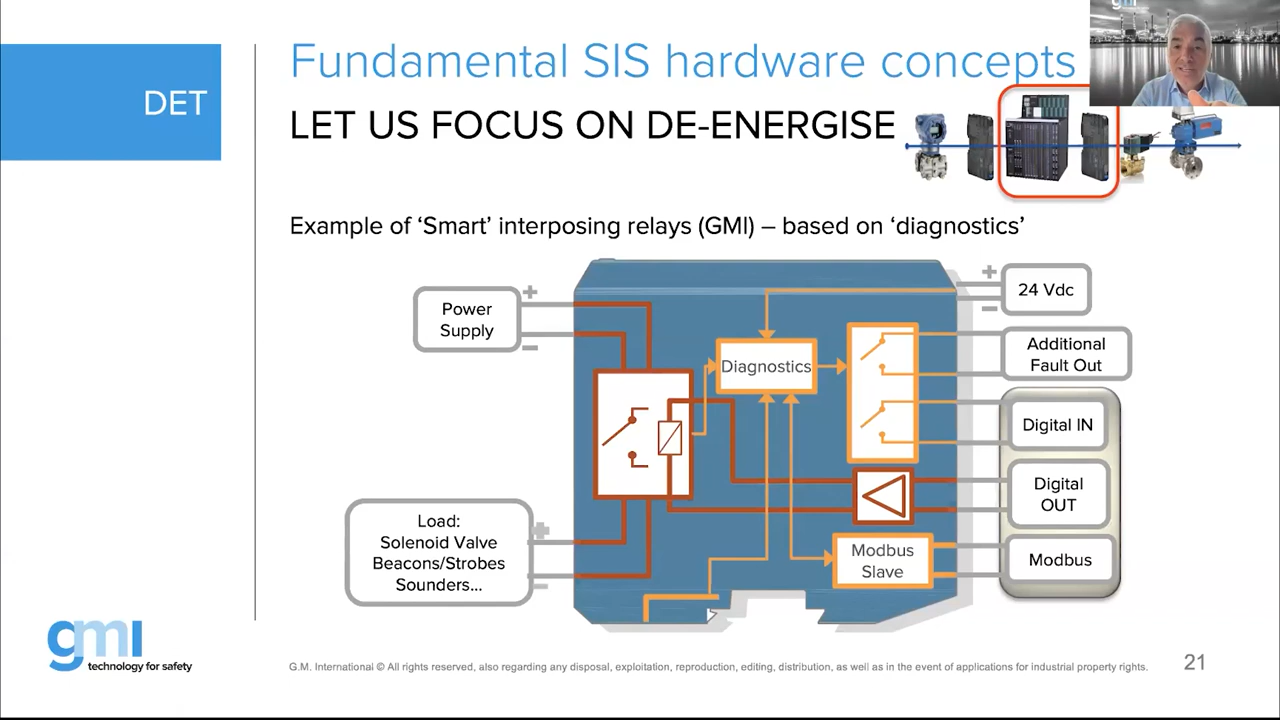 gmi
Fundamental SIS hardware concepts
DET
LET US FOCUS ON DE-ENERGISE
Example of ‘Smart’ interposing relays (GMI) – based on ‘diagnostics’
+
24 Vdc
–
+
Power
Supply
–
Additional
Fault Out
Diagnostics
Digital IN
Digital
OUT
Load:
Solenoid Valve
Beacons/Strobes
Sounders...
+
–
Modbus
Slave
Modbus
gmi
technology for safety
G.M. International © All rights reserved, also regarding any disposal, exploitation, reproduction, editing, distribution, as well as in the event of applications for industrial property rights.
21